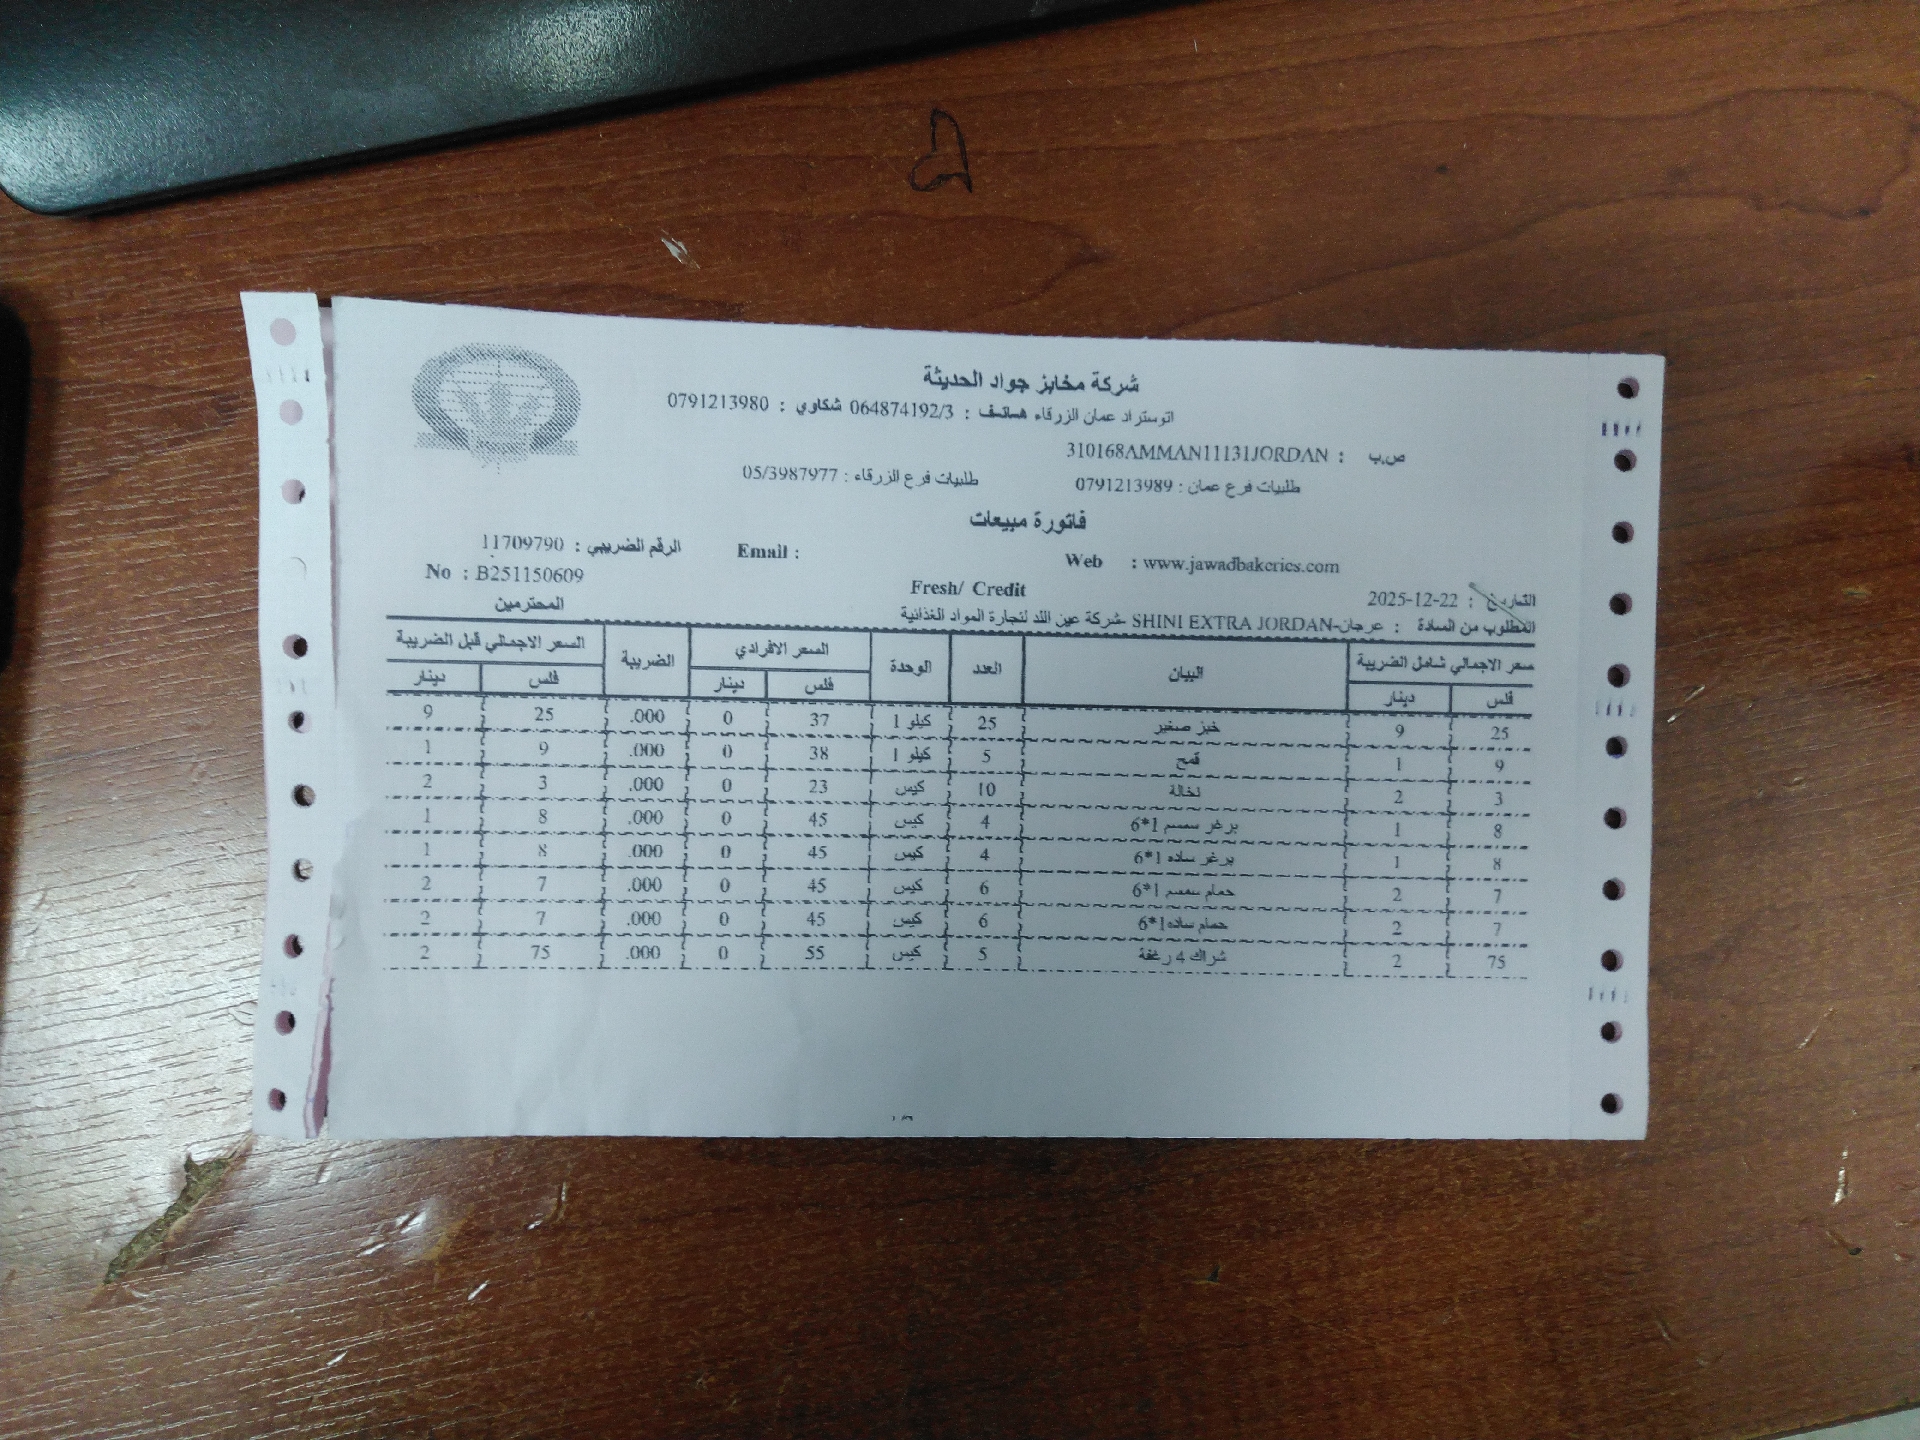 شركة مخابز جواد الحديثة
اتوستراد عمان الزرقاء هاتف : 064874192/3 شكاوي : 0791213980
ص.ب : 310168AMMAN11131JORDAN
طلبيات فرع عمان : 0791213989 طلبيات فرع الزرقاء : 05/3987977
فاتورة مبيعات
Web : www.jawadbakeries.com Email : الرقم الضريبي : 11709790
No : B251150609
Fresh/ Credit
التاريخ : 22-12-2025
المطلوب من السادة : عرجان-SHINI EXTRA JORDAN -شركة عين اللد لتجارة المواد الغذائية المحترمين
سعر الاجمالي شامل الضريبة البيان العدد الوحدة السعر الافرادي الضريبة السعر الاجمالي قبل الضريبة
فلس دينار فلس دينار فلس دينار
25 9 خبز صغير 25 كيلو 1 37 0 .000 25 9
9 1 قمح 5 كيلو 1 38 0 .000 9 1
3 2 نخالة 10 كيس 23 0 .000 3 2
8 1 برغر سمسم 1*6 4 كيس 45 0 .000 8 1
8 1 برغر ساده 1*6 4 كيس 45 0 .000 8 1
7 2 حمام سمسم 1*6 6 كيس 45 0 .000 7 2
7 2 حمام ساده 1*6 6 كيس 45 0 .000 7 2
75 2 شراك 4 رغفة 5 كيس 55 0 .000 75 2